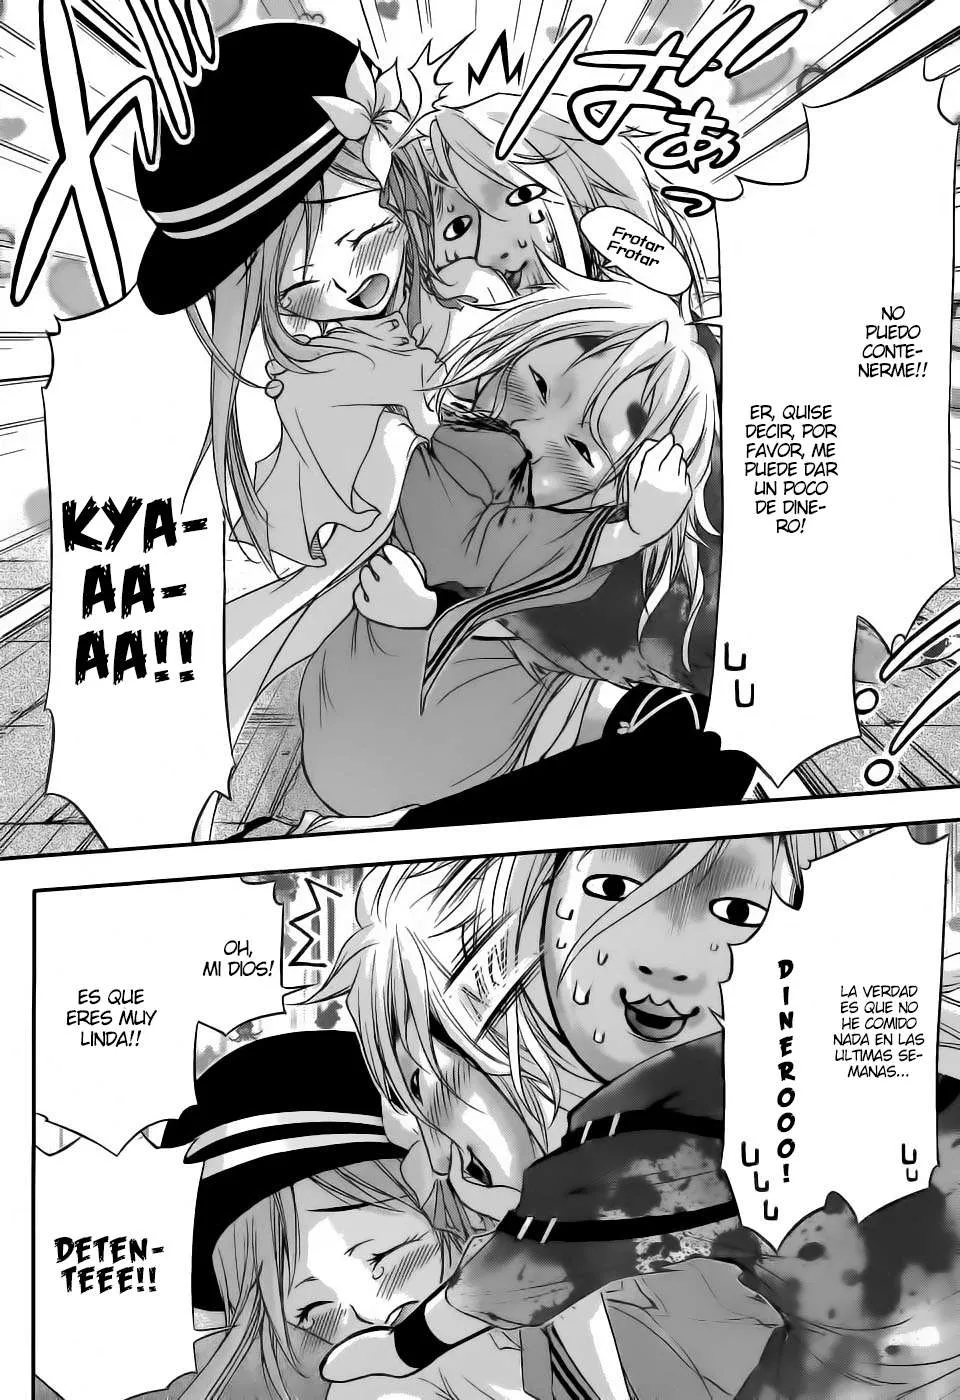 ガ
ばぁっ
Frotar
Frotar
NO
PUEDO
CONTE-
NERME!!
ER, QUISE
DECIR, POR
FAVOR, ME
PUEDE DAR
UN POCO
DE DINE-
RO!
KYA-
AA-
AA!!
LA VERDAD
ES QUE NO
HE COMIDO
NADA EN LAS
ULTIMAS SE-
MANAS...
DINEROOO!
OH,
MI DIOS!
ES QUE
ERES MUY
LINDA!!
DETEN-
TEEE!!